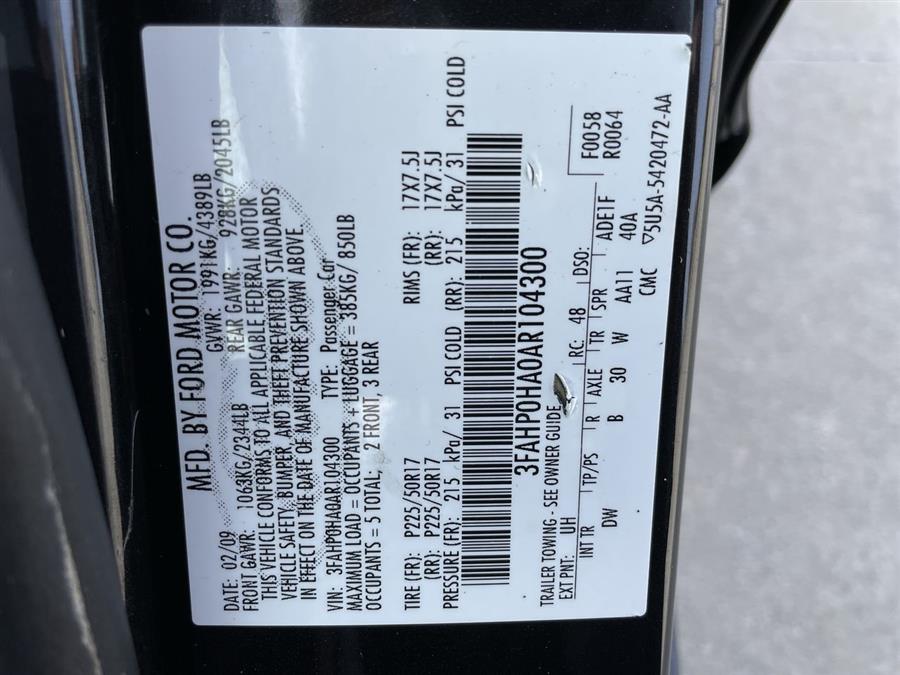 MFD. BY FORD MOTOR CO.
DATE: 02/09 GVWR: 1991KG/4389LB
FRONT GAWR: 1063KG/2344LB REAR GAWR: 928KG/2045LB
THIS VEHICLE CONFORMS TO ALL APPLICABLE FEDERAL MOTOR
VEHICLE SAFETY, BUMPER, AND THEFT PREVENTION STANDARDS
IN EFFECT ON THE DATE OF MANUFACTURE SHOWN ABOVE.
VIN: 3FAHP0HA0AR104300 TYPE: Passenger Car
MAXIMUM LOAD = OCCUPANTS + LUGGAGE = 385KG/ 850LB
OCCUPANTS = 5 TOTAL: 2 FRONT, 3 REAR
TIRE (FR): P225/50R17 RIMS (FR): 17X7.5J
(RR): P225/50R17 (RR): 17X7.5J
PRESSURE (FR): 215 kPa/ 31 PSI COLD (RR): 215 kPa/ 31 PSI COLD
3FAHP0HA0AR104300
TRAILER TOWING - SEE OWNER GUIDE
EXT PNT: UH RC: 48 DSO: F0058
R0064
INT TR TP/PS R AXLE TR SPR ADE1F
DW B 30 W AA11 40A
CMC ▽5U5A-5420472-AA